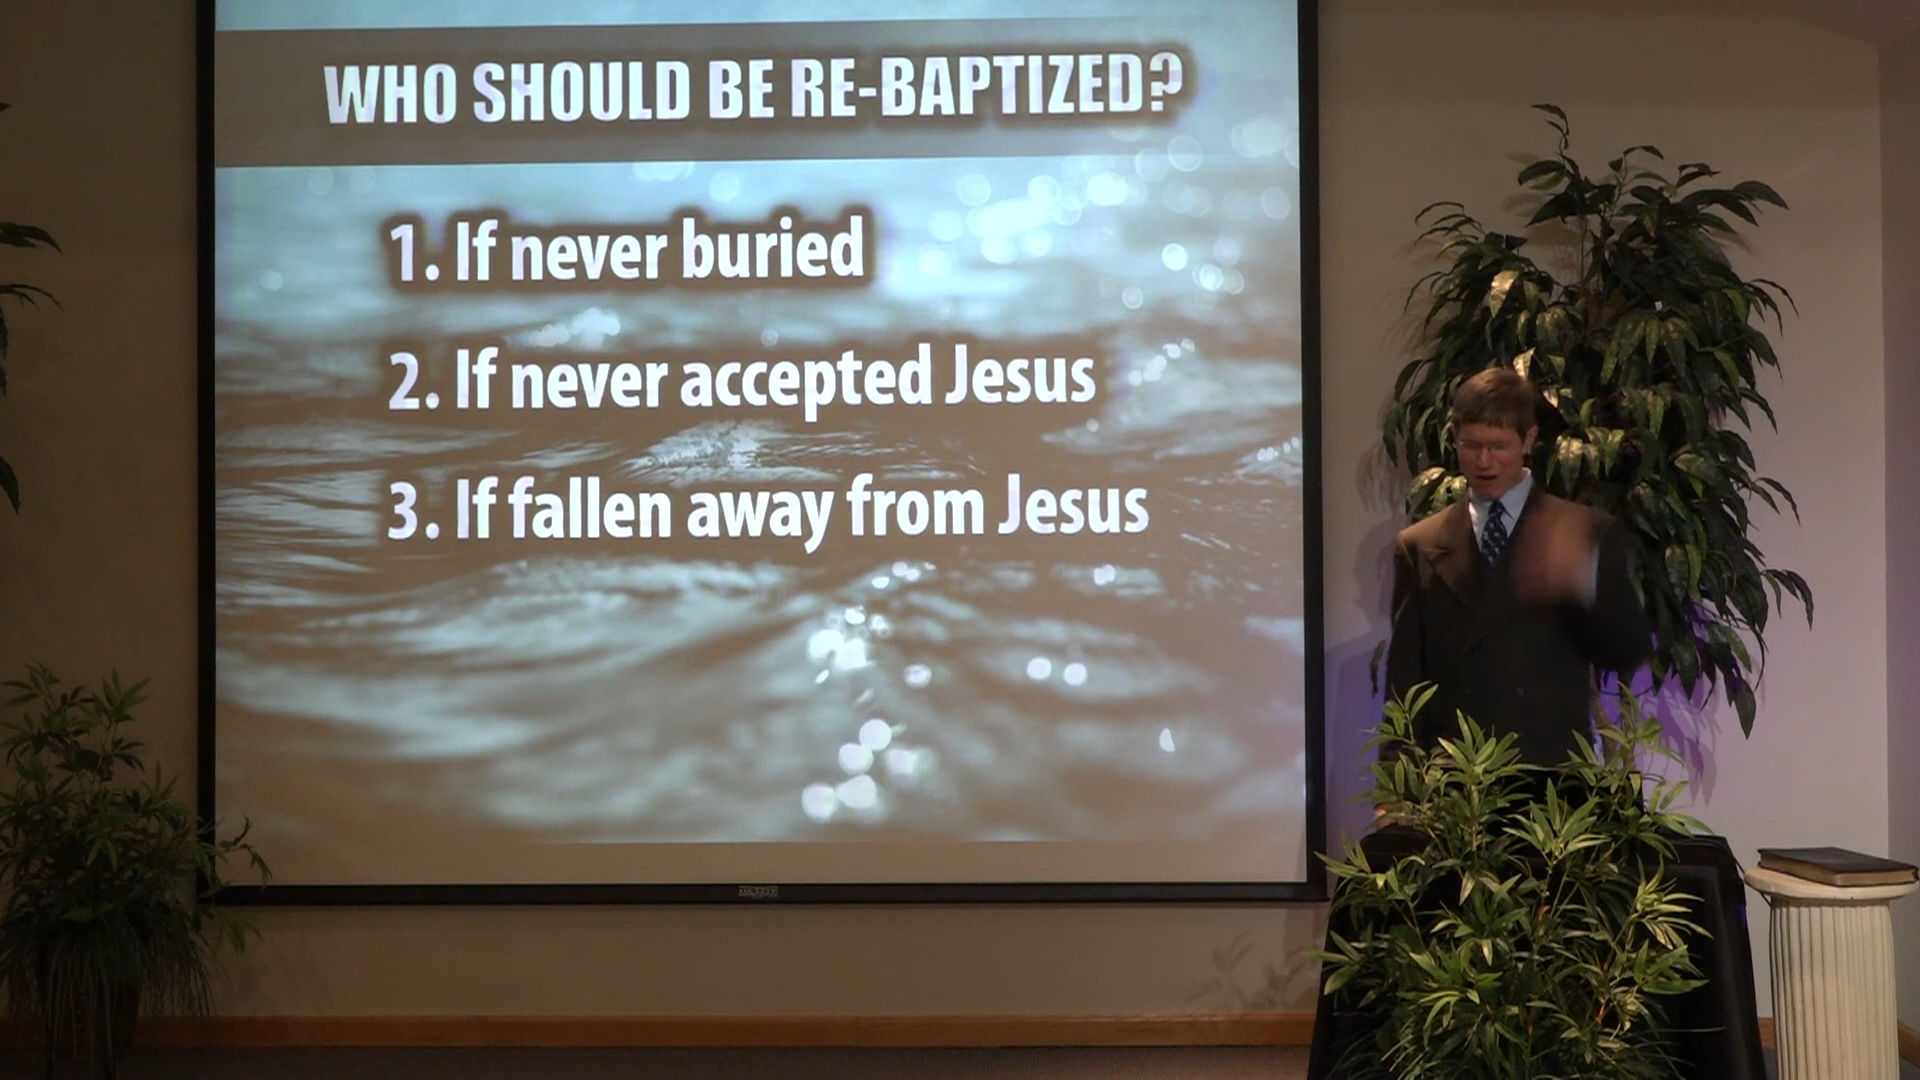 WHO SHOULD BE RE-BAPTIZED?
1. If never buried
2. If never accepted Jesus
3. If fallen away from Jesus